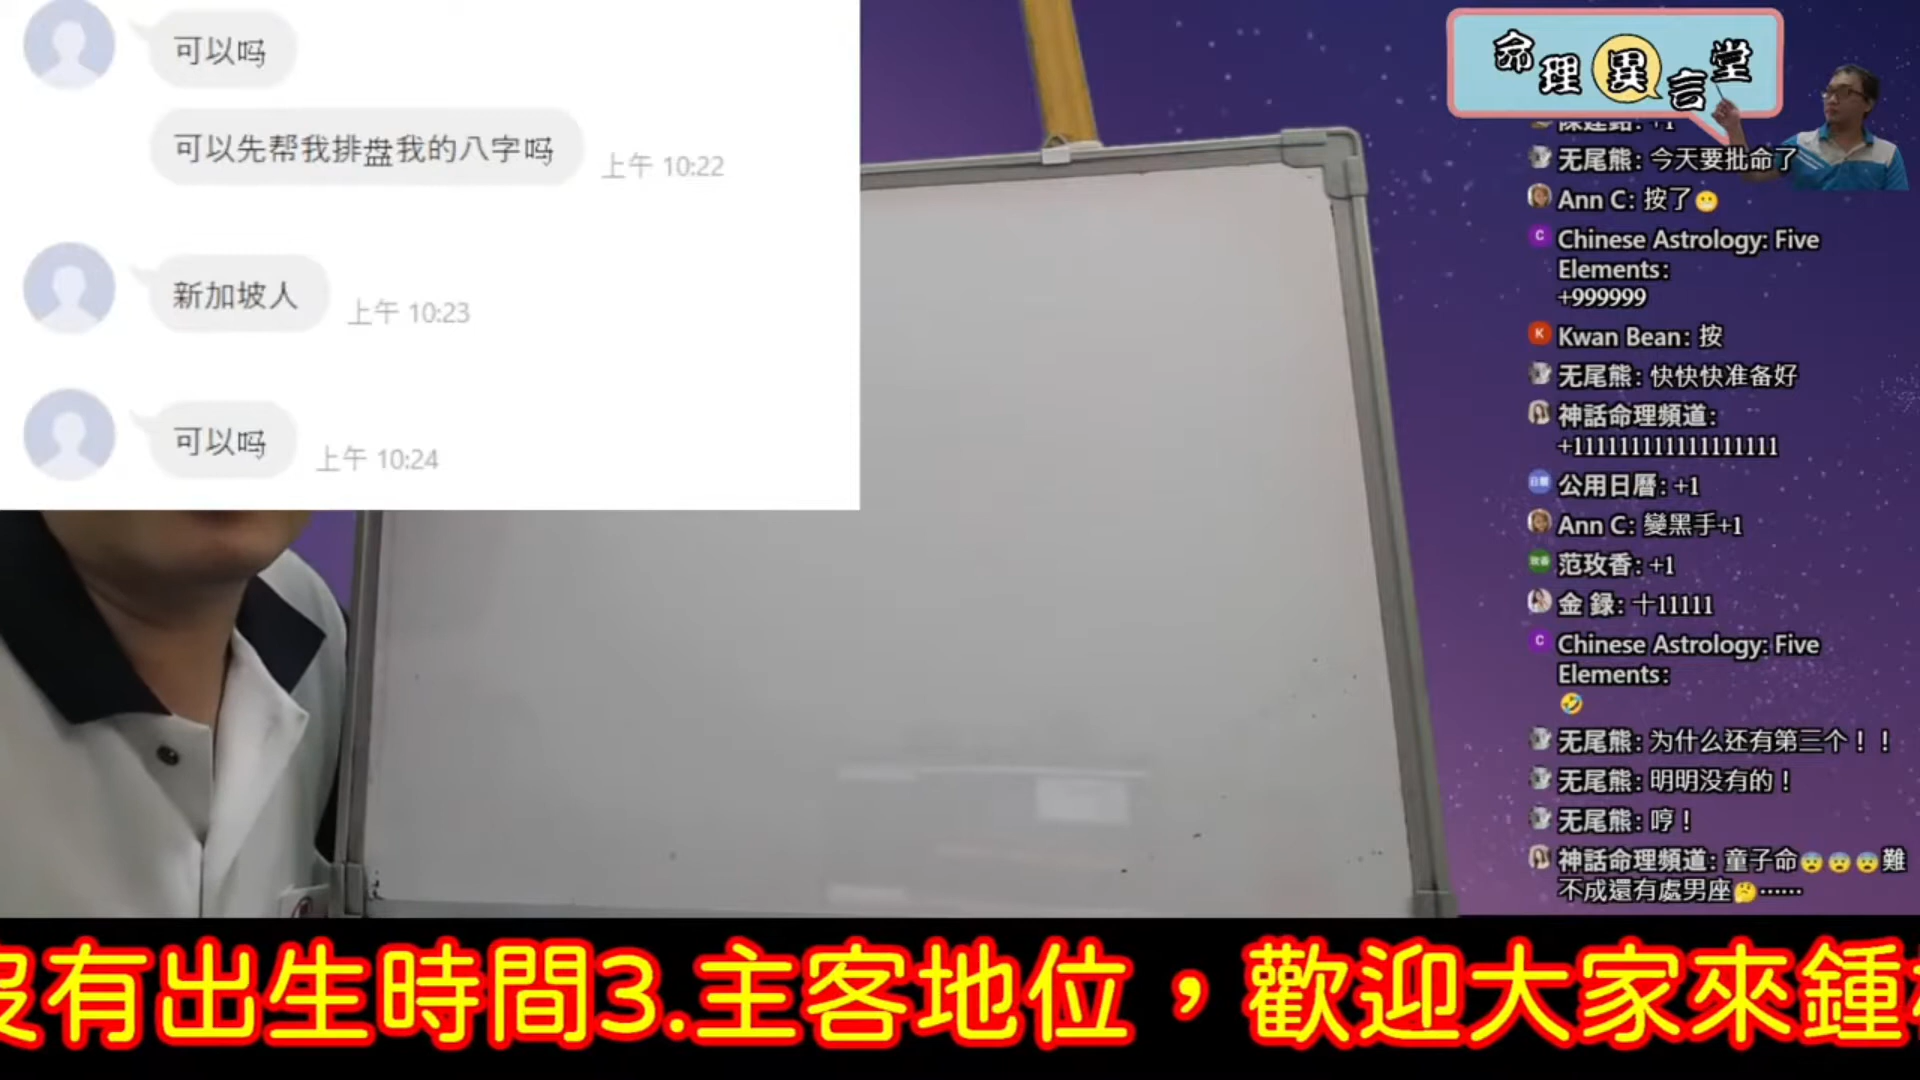 可以吗
可以先帮我排盘我的八字吗
上午 10:22
新加坡人
上午 10:23
可以吗
上午 10:24
命理異言堂
陳建銘: +1
无尾熊: 今天要批命了
Ann C: 按了😬
Chinese Astrology: Five
Elements:
+999999
Kwan Bean: 按
无尾熊: 快快快准备好
神話命理頻道:
+111111111111111111
公用日曆: +1
Ann C: 變黑手+1
范玫香: +1
金 録: 十11111
Chinese Astrology: Five
Elements:
🤣
无尾熊: 为什么还有第三个！！
无尾熊: 明明没有的！
无尾熊: 哼！
神話命理頻道: 童子命😨😨😨難
不成還有處男座🤔⋯⋯
沒有出生時間3.主客地位，歡迎大家來鍾